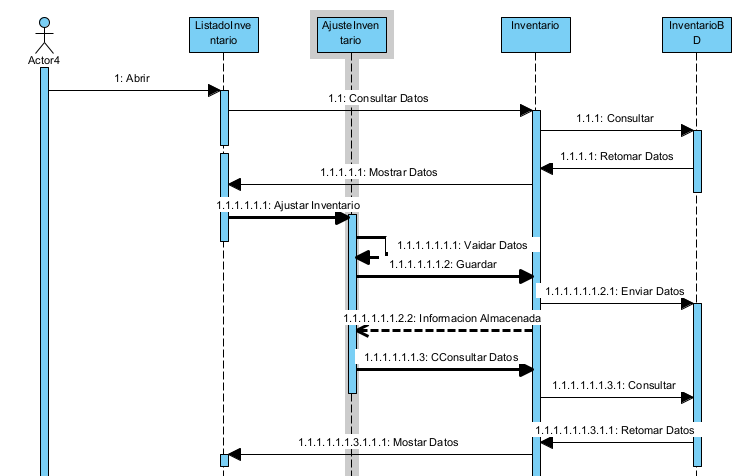 ListadoInve
ntario
AjusteInven
tario
Inventario
InventarioB
D
Actor4
1: Abrir
1.1: Consultar Datos
1.1.1: Consultar
1.1.1.1: Retornar Datos
1.1.1.1.1: Mostrar Datos
1.1.1.1.1.1: Ajustar Inventario
1.1.1.1.1.1.1: Vaidar Datos
1.1.1.1.1.1.2: Guardar
1.1.1.1.1.1.2.1: Enviar Datos
1.1.1.1.1.1.2.2: Informacion Almacenada
1.1.1.1.1.1.3: CConsultar Datos
1.1.1.1.1.1.3.1: Consultar
1.1.1.1.1.1.3.1.1: Retornar Datos
1.1.1.1.1.1.3.1.1.1: Mostar Datos